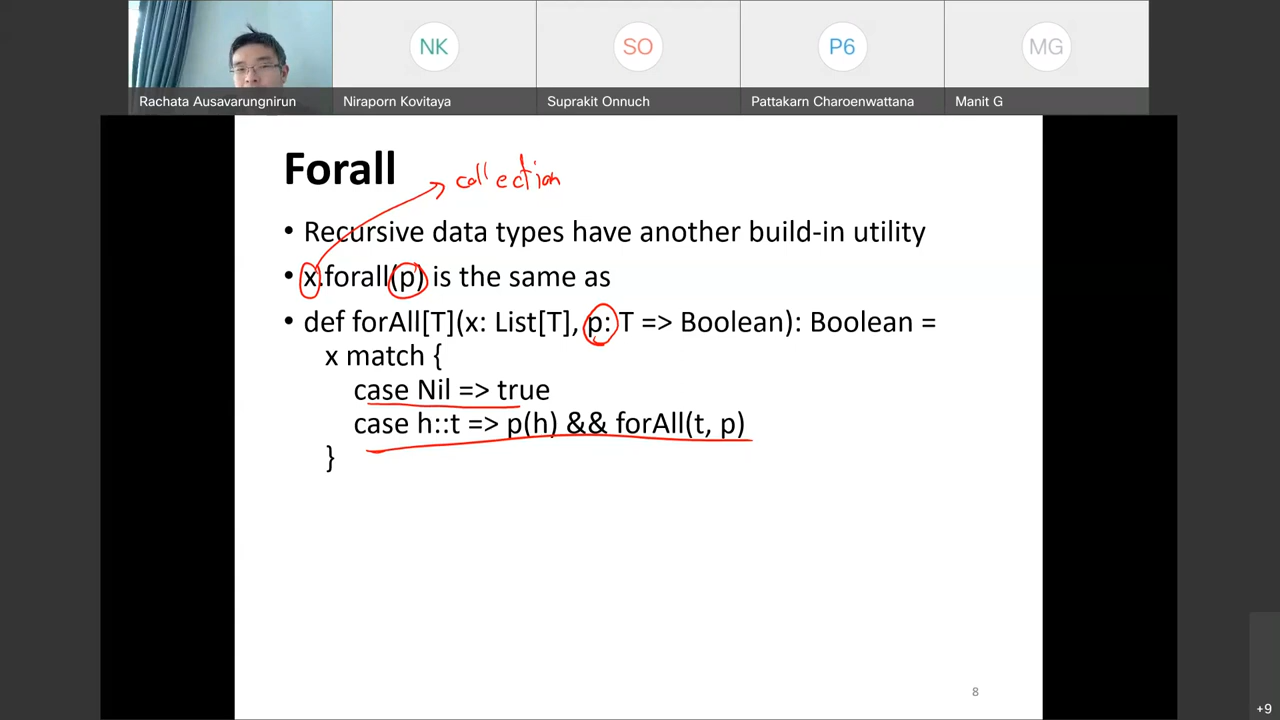 NK
SO
P6
MG
Rachata Ausavarungnirun
Niraporn Kovitaya
Suprakit Onnuch
Pattakarn Charoenwattana
Manit G
Forall
collection
• Recursive data types have another build-in utility
• x.forall(p) is the same as
• def forAll[T](x: List[T], p: T => Boolean): Boolean =
x match {
case Nil => true
case h::t => p(h) && forAll(t, p)
}
8
+9